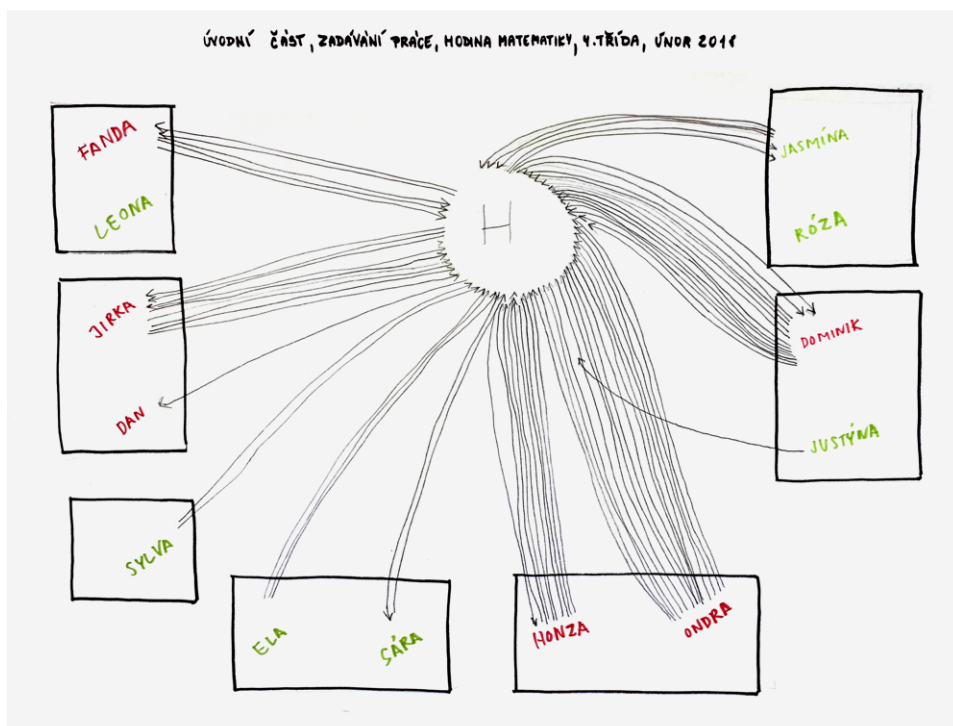 ÚVODNÍ ČÁST, ZADÁVÁNÍ PRÁCE, HODINA MATEMATIKY, 4. TŘÍDA, ÚNOR 2018
FANDA
LEONA
JIRKA
DAN
SYLVA
ELA
SÁRA
HONZA
ONDRA
H
JASMÍNA
RÓZA
DOMINIK
JUSTÝNA